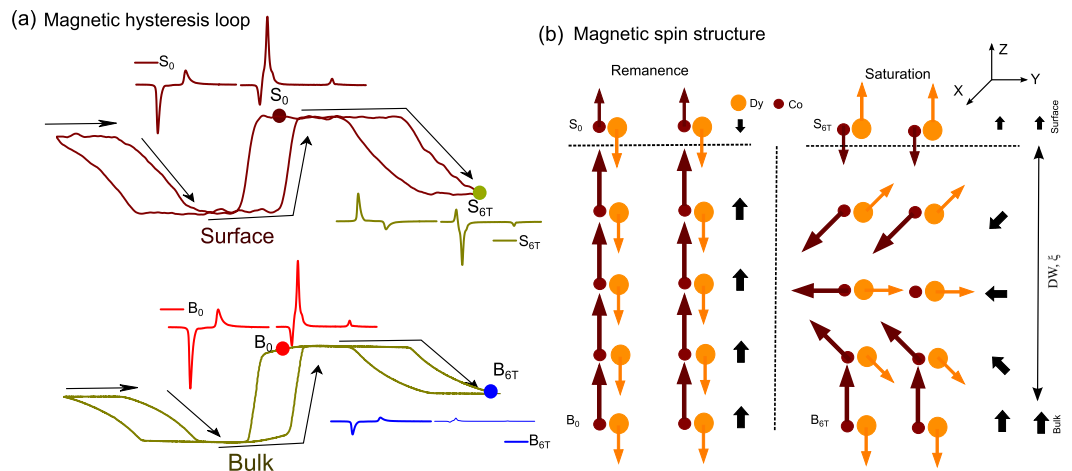 (a) Magnetic hysteresis loop
S0
S0
Surface
S6T
S6T
B0
B0
B6T
B6T
Bulk
(b) Magnetic spin structure
Remanence
Saturation
Z
Y
X
Dy
Co
S0
S6T
Surface
DW, ξ
B0
B6T
Bulk